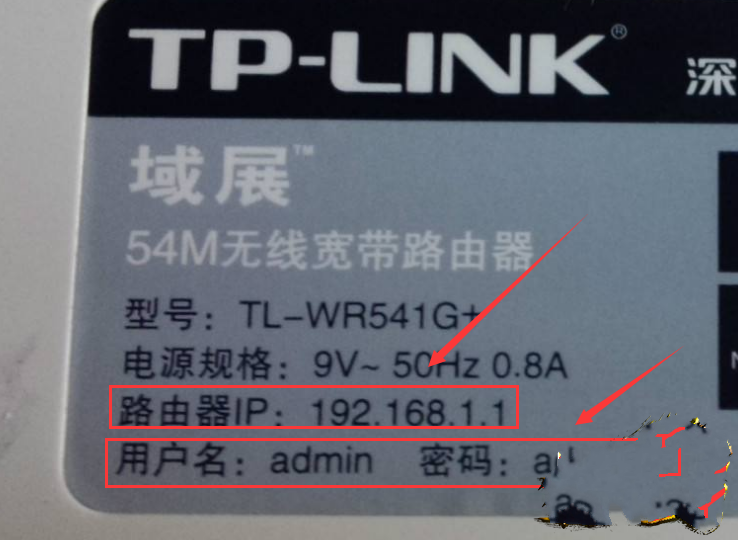 TP-LINK®
深
域展™
54M无线宽带路由器
型号：TL-WR541G+
电源规格：9V~ 50Hz 0.8A
路由器IP：192.168.1.1
用户名：admin 密码：